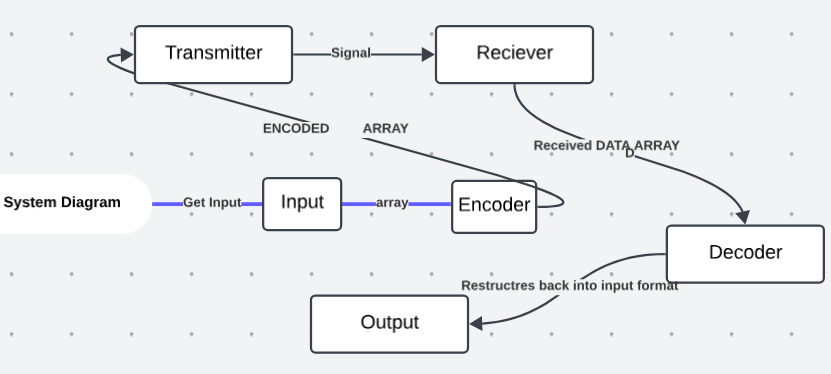 Transmitter
Signal
Reciever
ENCODED ARRAY
Received DATA ARRAY
D
System Diagram
Get Input
Input
array
Encoder
Decoder
Restructres back into input format
Output